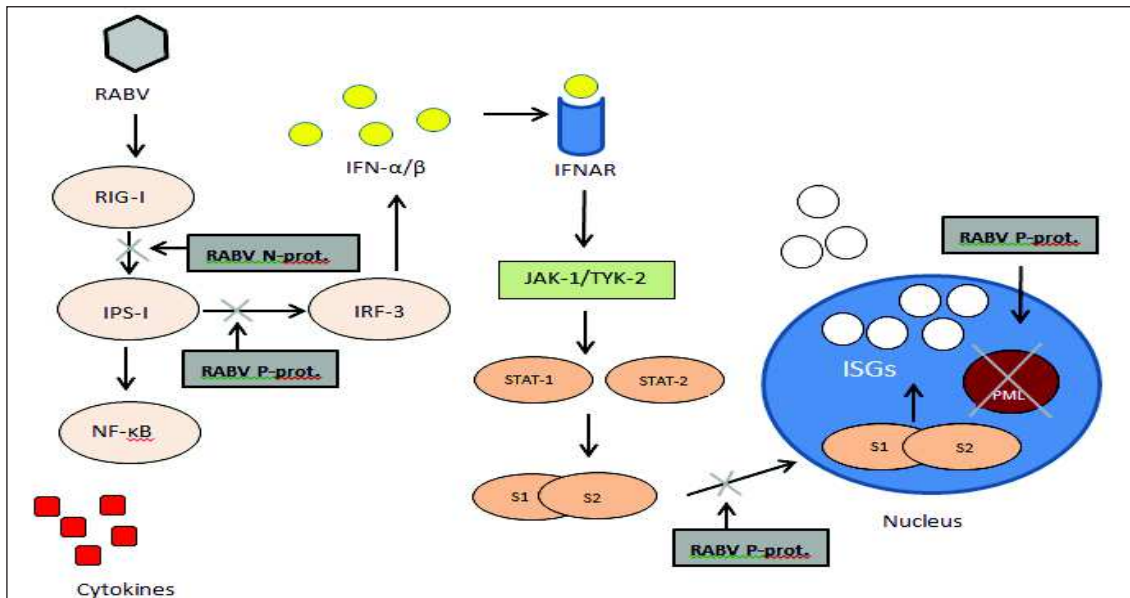 RABV
RIG-I
RABV N-prot.
IPS-I
IRF-3
RABV P-prot.
NF-κB
Cytokines
IFN-α/β
IFNAR
JAK-1/TYK-2
STAT-1
STAT-2
S1
S2
RABV P-prot.
RABV P-prot.
ISGs
PML
S1
S2
Nucleus